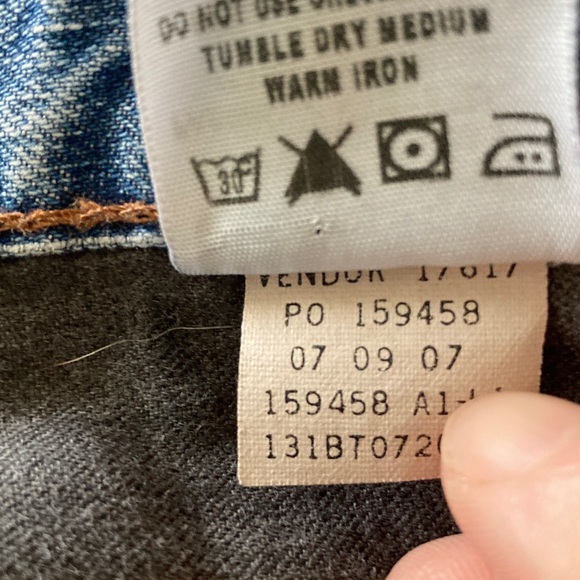 DO NOT USE
TUMBLE DRY MEDIUM
WARM IRON
30°
VENDOR 17617
PO 159458
07 09 07
159458 A1-
131BT072